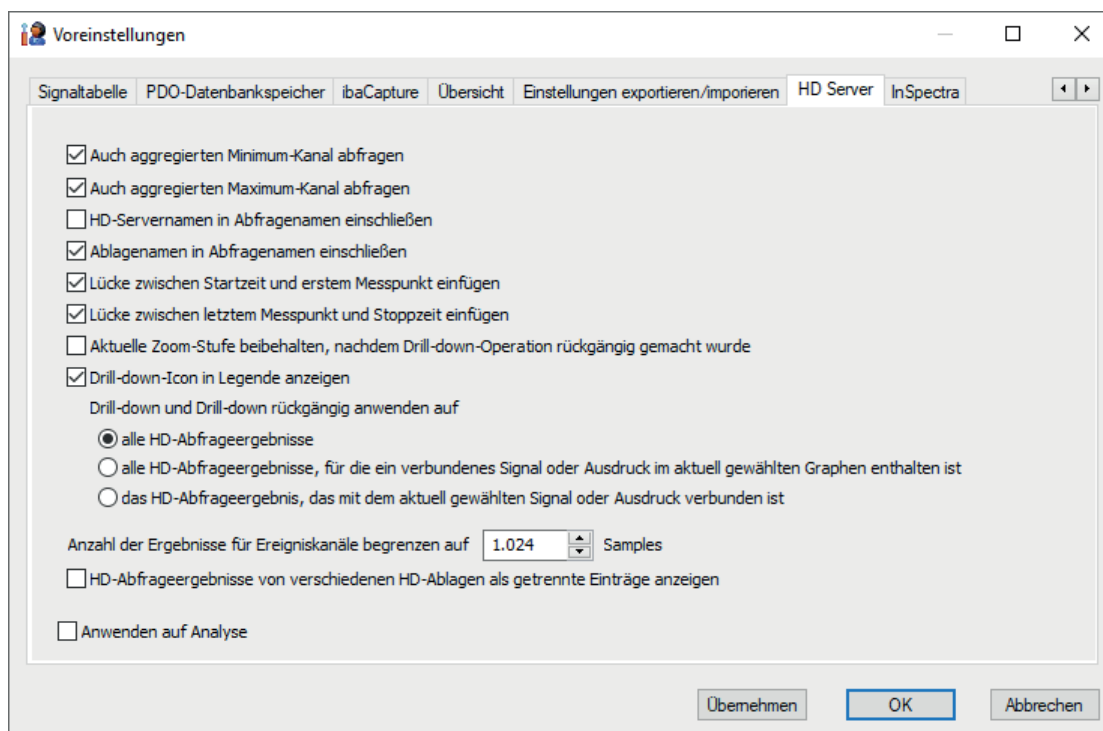 Voreinstellungen
Signaltabelle PDO-Datenbankspeicher ibaCapture Übersicht Einstellungen exportieren/imporieren HD Server InSpectra
Auch aggregierten Minimum-Kanal abfragen
Auch aggregierten Maximum-Kanal abfragen
HD-Servernamen in Abfragenamen einschließen
Ablagenamen in Abfragenamen einschließen
Lücke zwischen Startzeit und erstem Messpunkt einfügen
Lücke zwischen letztem Messpunkt und Stoppzeit einfügen
Aktuelle Zoom-Stufe beibehalten, nachdem Drill-down-Operation rückgängig gemacht wurde
Drill-down-Icon in Legende anzeigen
Drill-down und Drill-down rückgängig anwenden auf
alle HD-Abfrageergebnisse
alle HD-Abfrageergebnisse, für die ein verbundenes Signal oder Ausdruck im aktuell gewählten Graphen enthalten ist
das HD-Abfrageergebnis, das mit dem aktuell gewählten Signal oder Ausdruck verbunden ist
Anzahl der Ergebnisse für Ereigniskanäle begrenzen auf 1.024 Samples
HD-Abfrageergebnisse von verschiedenen HD-Ablagen als getrennte Einträge anzeigen
Anwenden auf Analyse
Übernehmen OK Abbrechen